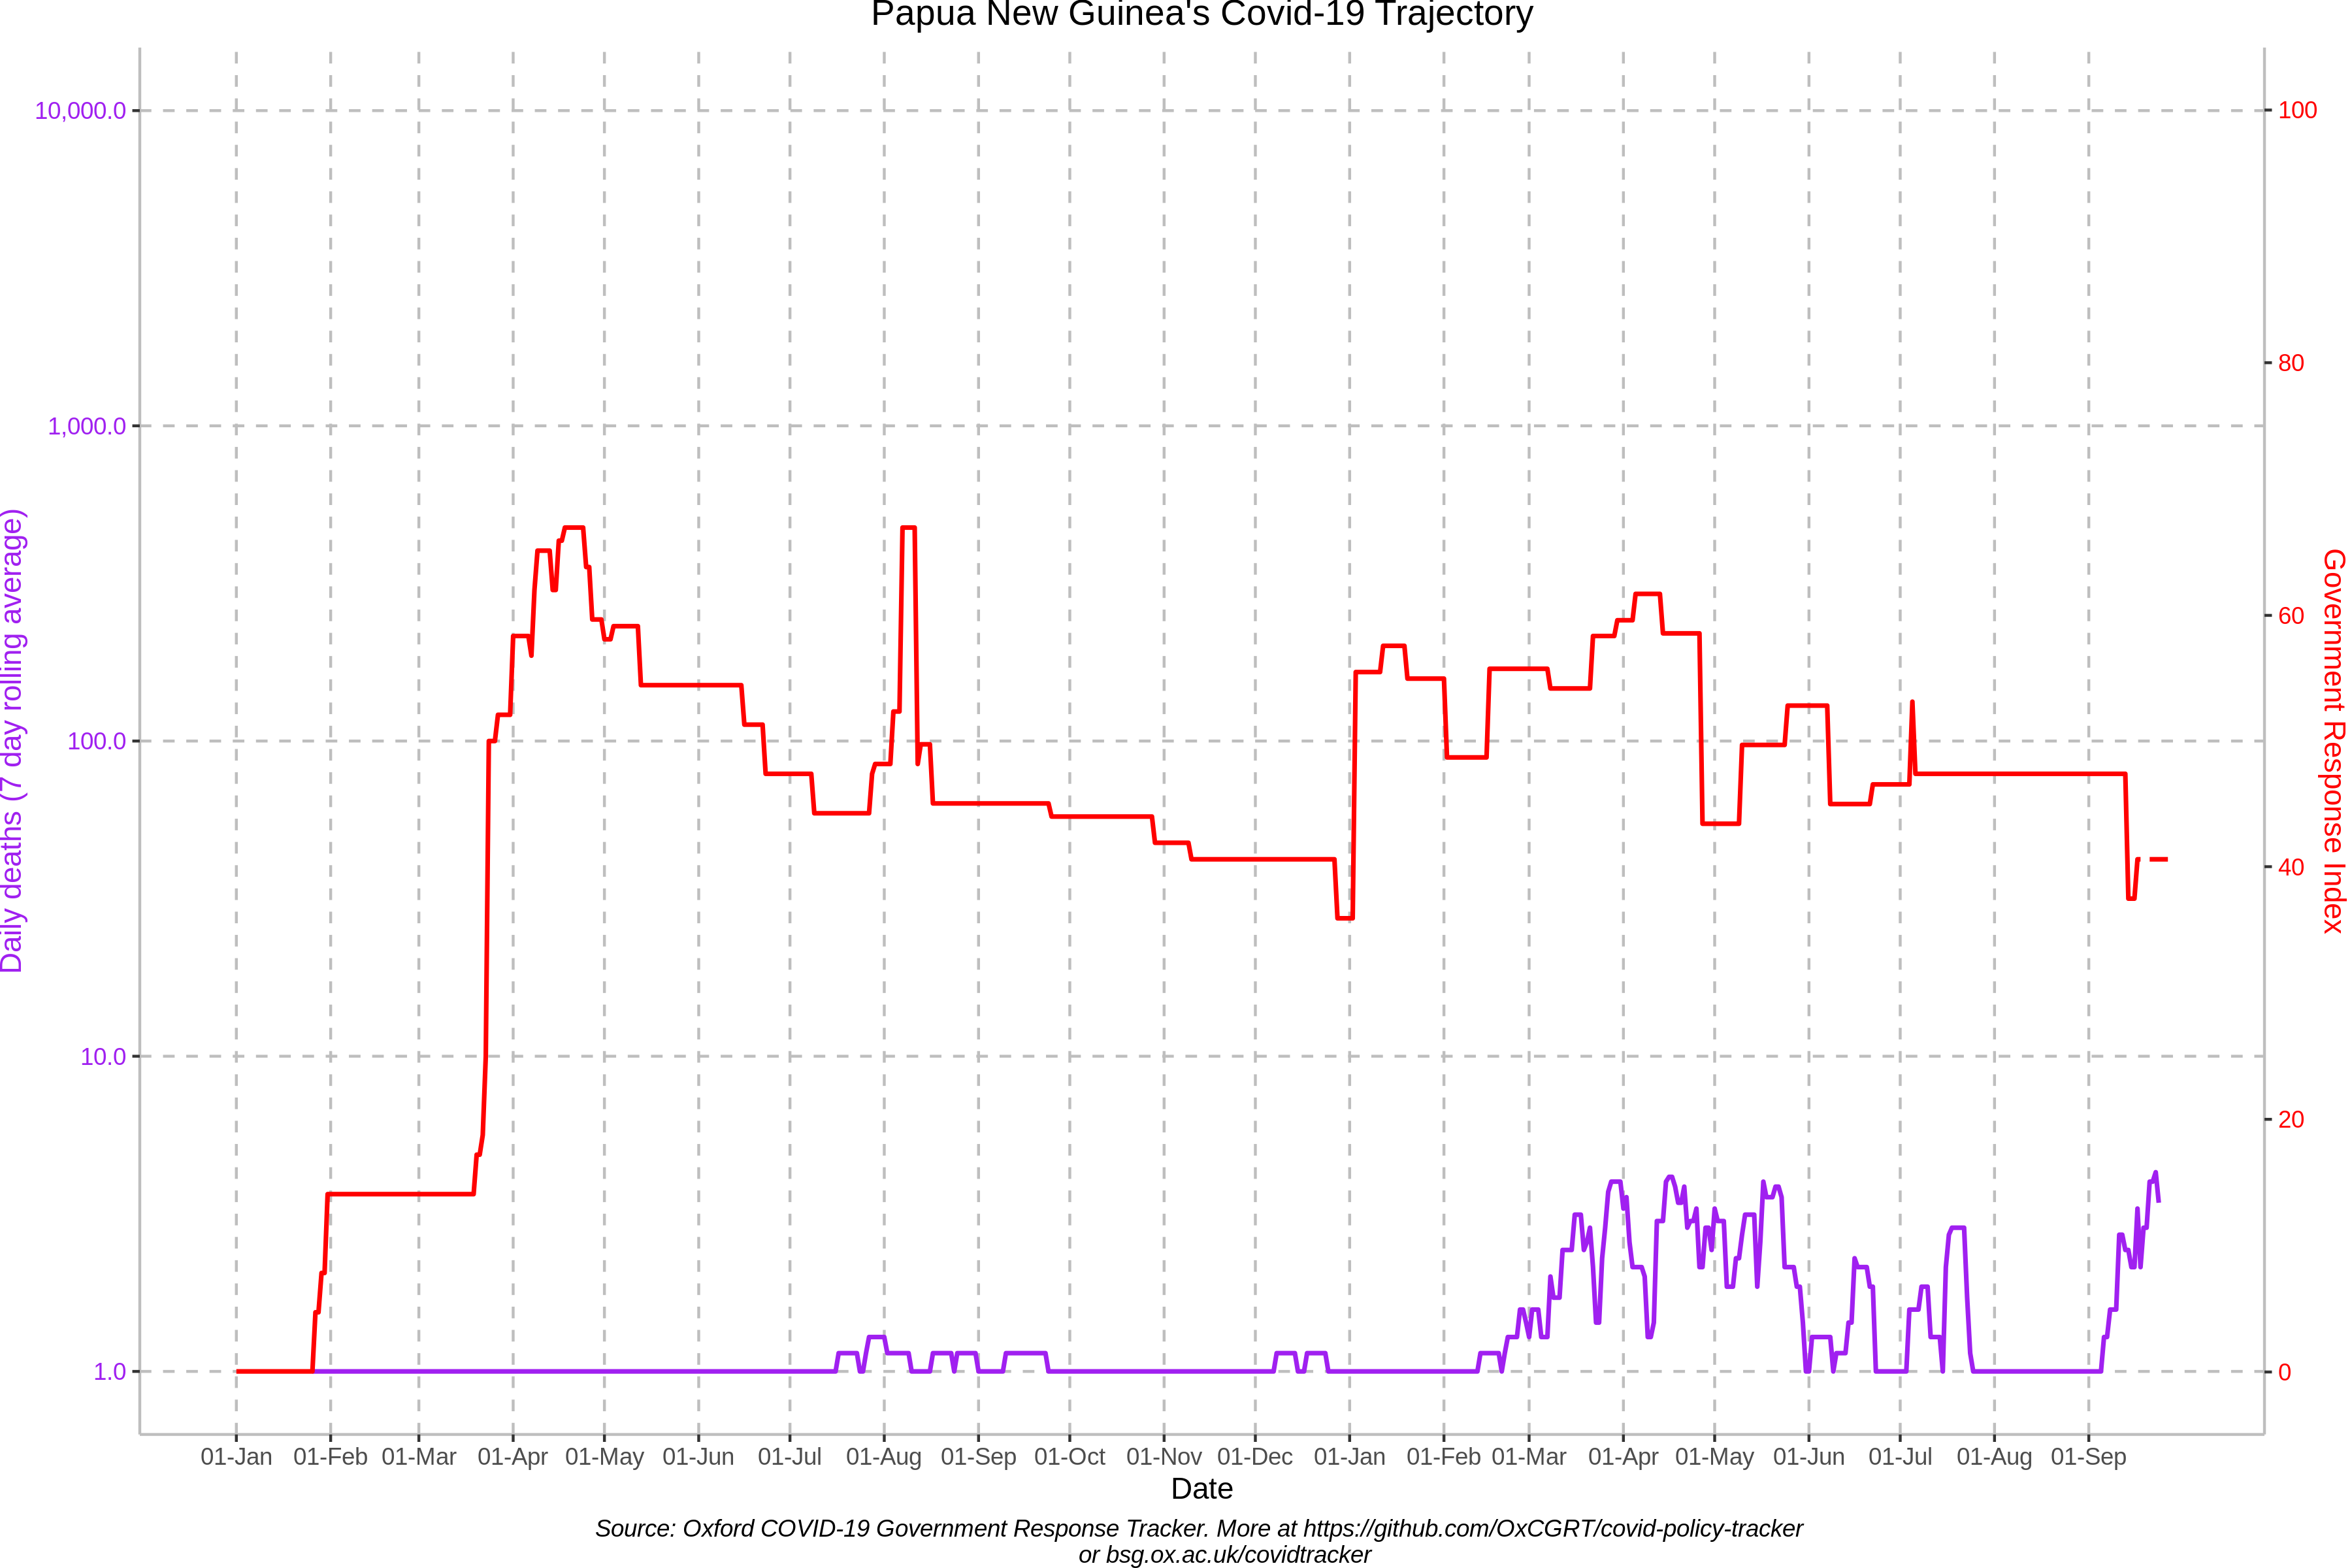 Papua New Guinea's Covid-19 Trajectory
10,000.0
1,000.0
100.0
10.0
1.0
Daily deaths (7 day rolling average)
100
80
60
40
20
0
Government Response Index
01-Jan 01-Feb 01-Mar 01-Apr 01-May 01-Jun 01-Jul 01-Aug 01-Sep 01-Oct 01-Nov 01-Dec 01-Jan 01-Feb 01-Mar 01-Apr 01-May 01-Jun 01-Jul 01-Aug 01-Sep
Date
Source: Oxford COVID-19 Government Response Tracker. More at https://github.com/OxCGRT/covid-policy-tracker
or bsg.ox.ac.uk/covidtracker